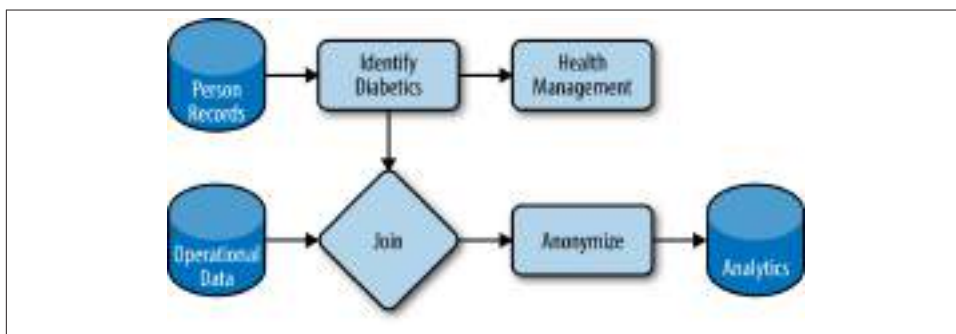 Person
Records
Identify
Diabetics
Health
Management
Operational
Data
Join
Anonymize
Analytics